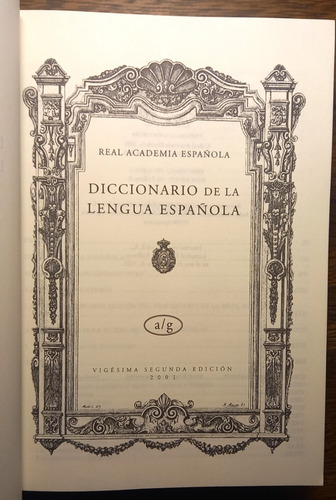 REAL ACADEMIA ESPAÑOLA
DICCIONARIO DE LA
LENGUA ESPAÑOLA
a/g
VIGÉSIMA SEGUNDA EDICIÓN
2001